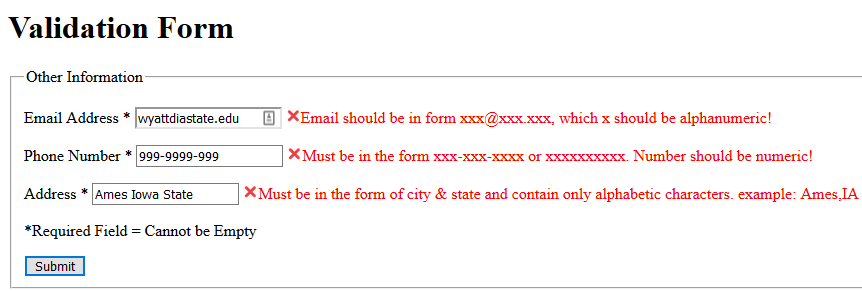 Validation Form
Other Information
Email Address * wyattdiastate.edu Email should be in form xxx@xxx.xxx, which x should be alphanumeric!
Phone Number * 999-9999-999 Must be in the form xxx-xxx-xxxx or xxxxxxxxxx. Number should be numeric!
Address * Ames Iowa State Must be in the form of city & state and contain only alphabetic characters. example: Ames,IA
*Required Field = Cannot be Empty
Submit